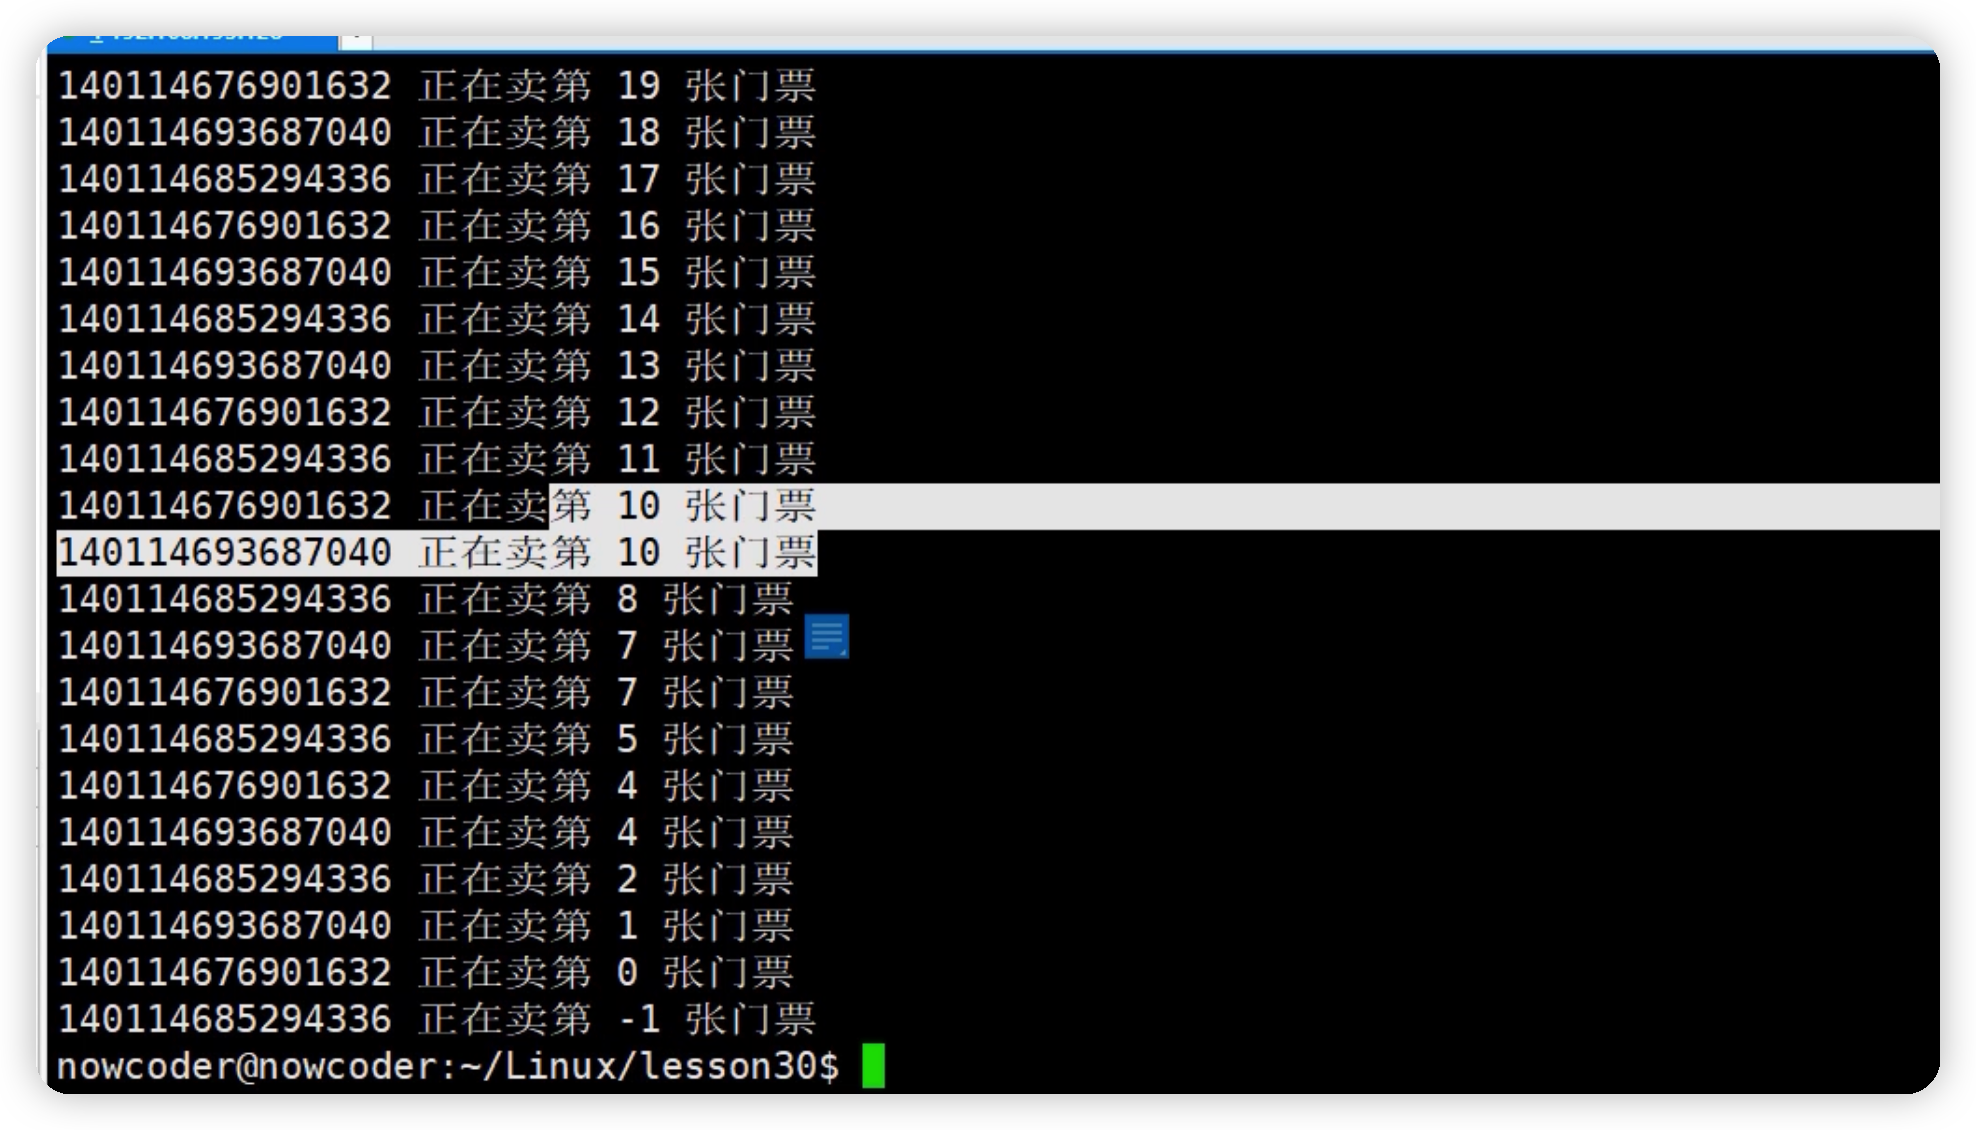 140114676901632 正在卖第 19 张门票
140114693687040 正在卖第 18 张门票
140114685294336 正在卖第 17 张门票
140114676901632 正在卖第 16 张门票
140114693687040 正在卖第 15 张门票
140114685294336 正在卖第 14 张门票
140114693687040 正在卖第 13 张门票
140114676901632 正在卖第 12 张门票
140114685294336 正在卖第 11 张门票
140114676901632 正在卖第 10 张门票
140114693687040 正在卖第 10 张门票
140114685294336 正在卖第 8 张门票
140114693687040 正在卖第 7 张门票
140114676901632 正在卖第 7 张门票
140114685294336 正在卖第 5 张门票
140114676901632 正在卖第 4 张门票
140114693687040 正在卖第 4 张门票
140114685294336 正在卖第 2 张门票
140114693687040 正在卖第 1 张门票
140114676901632 正在卖第 0 张门票
140114685294336 正在卖第 -1 张门票
nowcoder@nowcoder:~/Linux/lesson30$